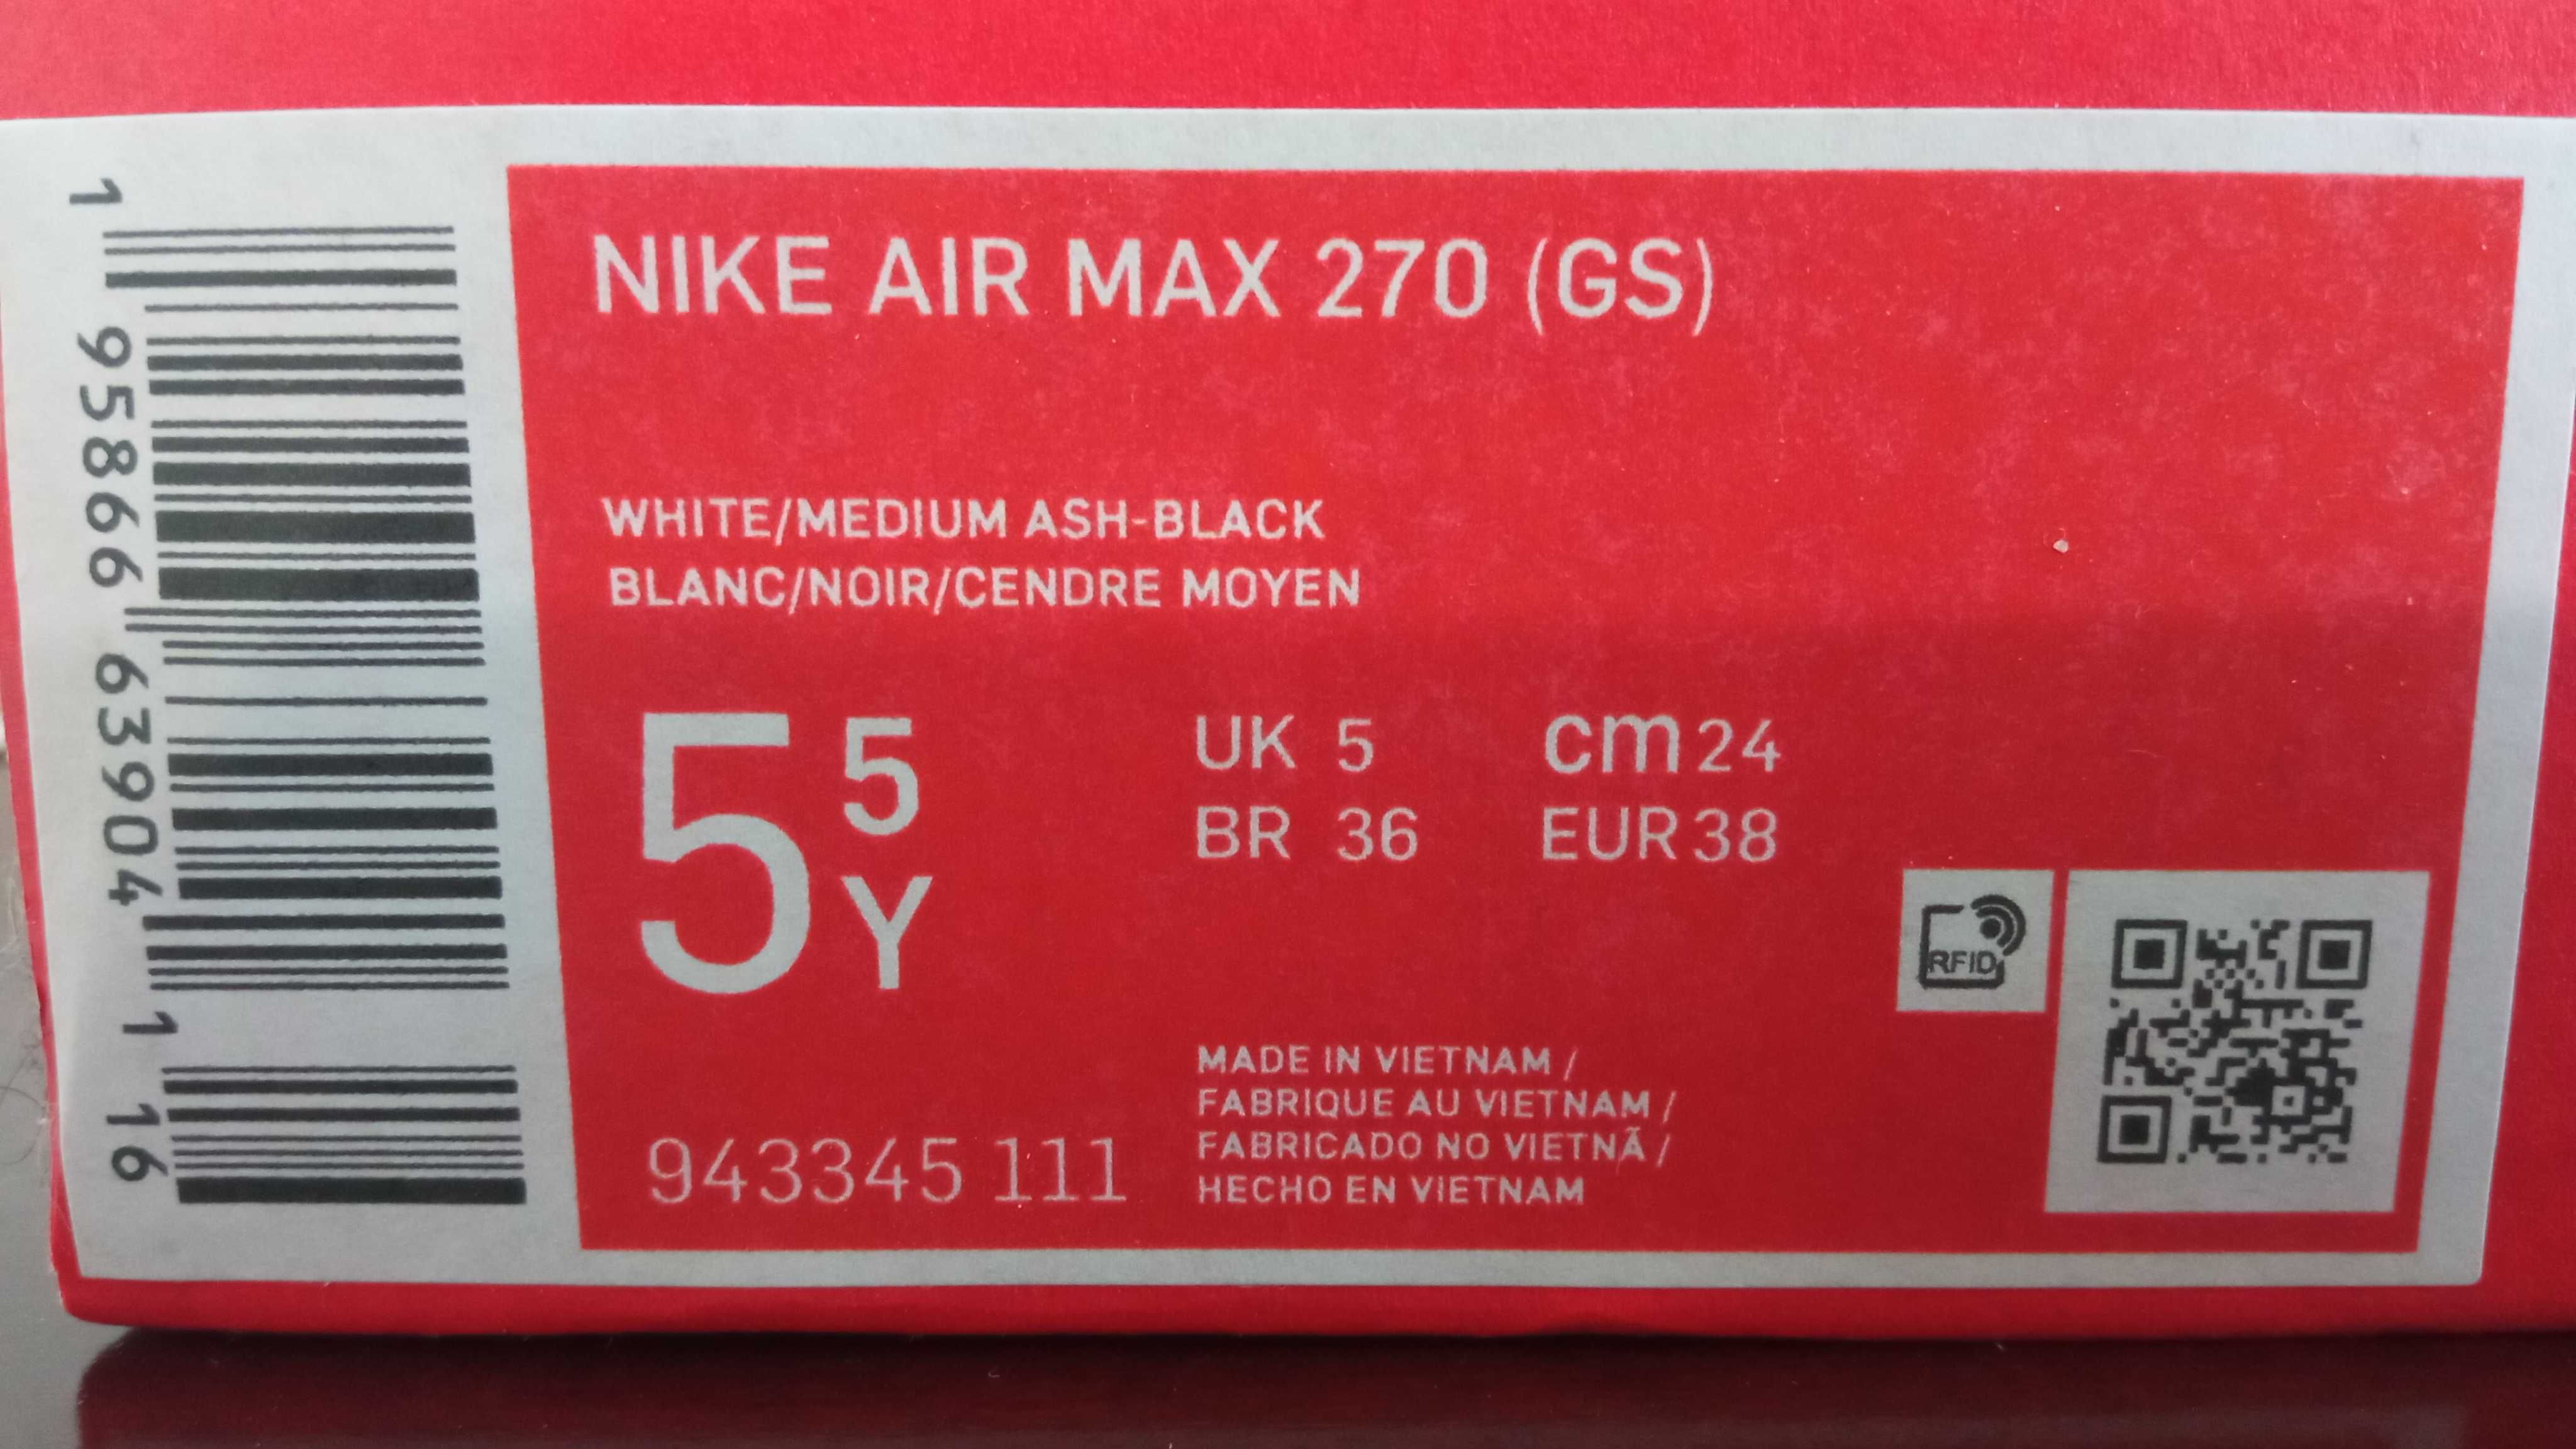 NIKE AIR MAX 270 (GS)
WHITE/MEDIUM ASH-BLACK
BLANC/NOIR/CENDRE MOYEN
5 5 Y
UK 5 cm 24
BR 36 EUR 38
RFID
943345 111
MADE IN VIETNAM /
FABRIQUE AU VIETNAM /
FABRICADO NO VIETNÃ /
HECHO EN VIETNAM
1 95866 63904 1 16